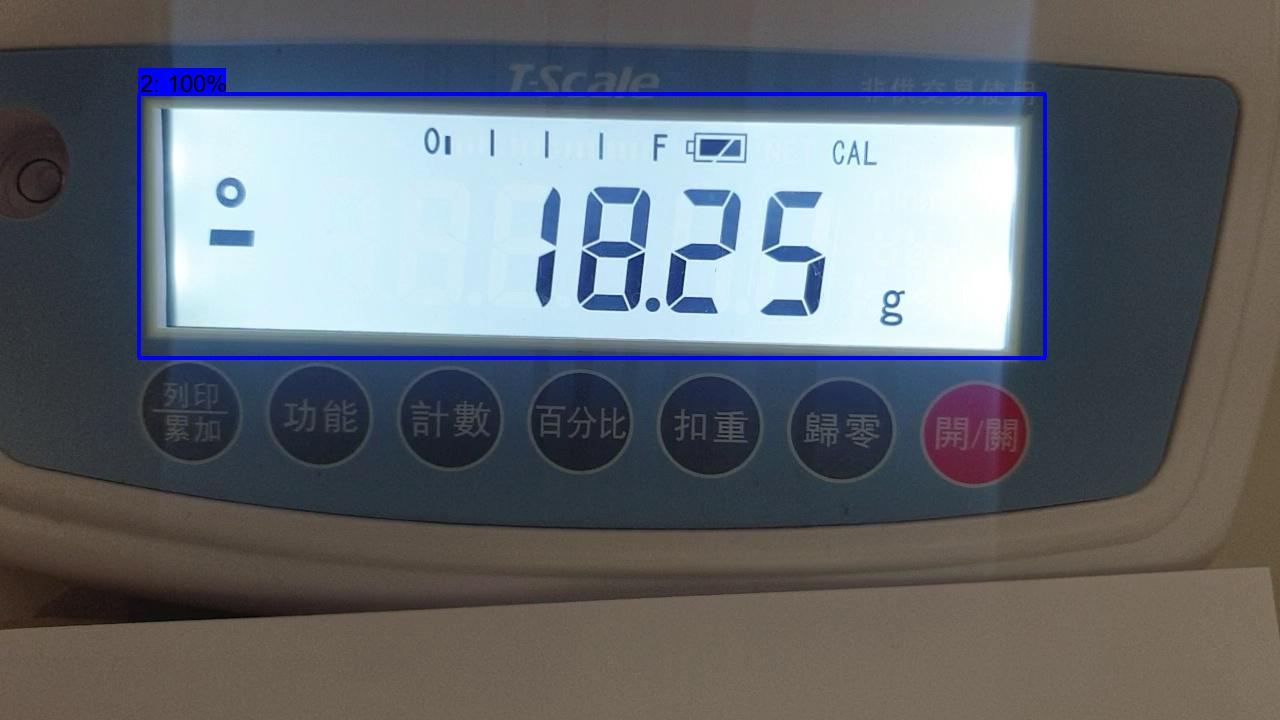 2: 100%
T-Scale
非供交易使用
0 F CAL
18.25 g
列印 功能 計數 百分比 扣重 歸零 開/關
累加